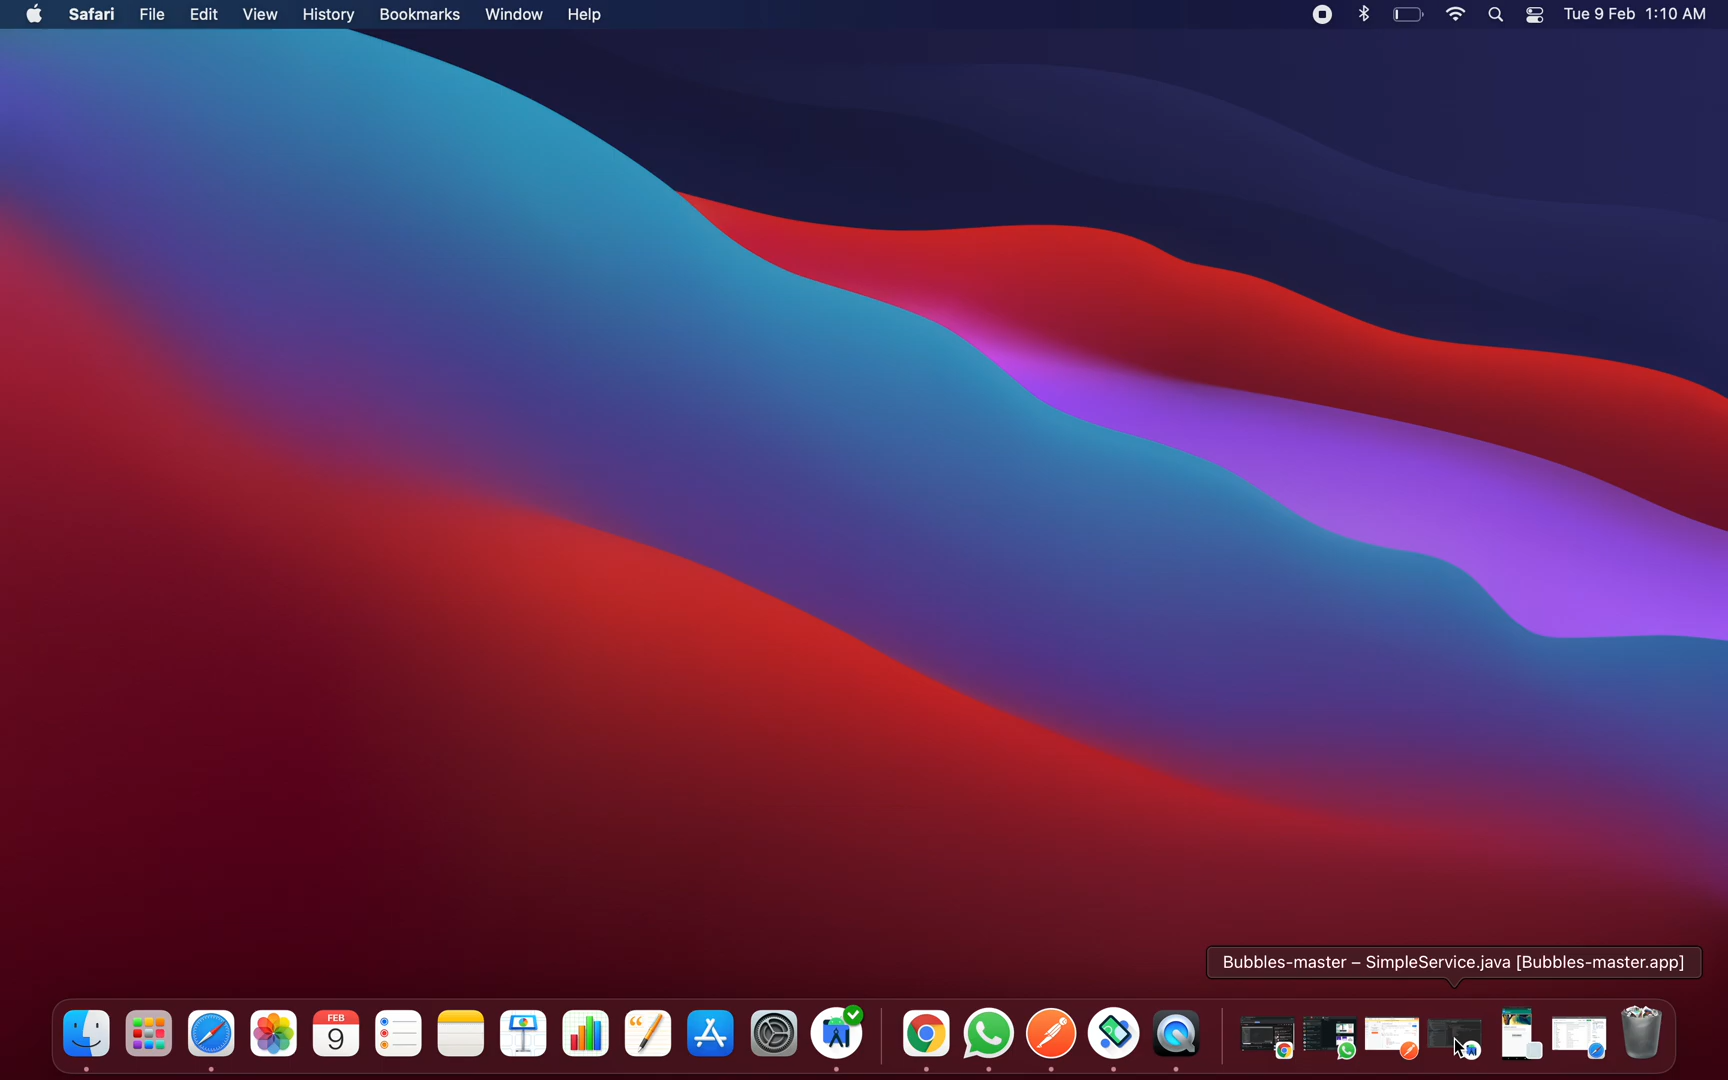 Safari File Edit View History Bookmarks Window Help Tue 9 Feb 1:10 AM
Bubbles-master – SimpleService.java [Bubbles-master.app]
FEB
9